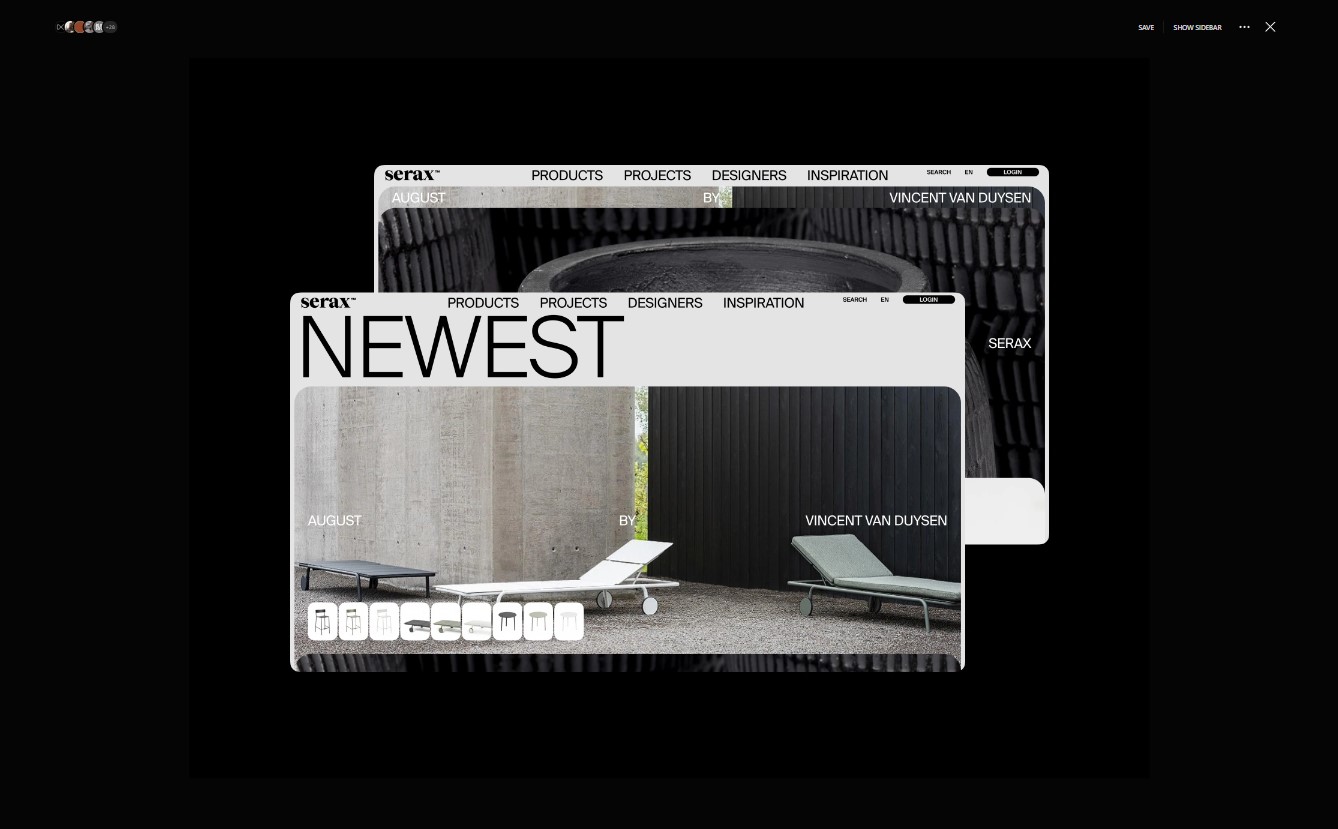 +28
SAVE
SHOW SIDEBAR
serax™
PRODUCTS
PROJECTS
DESIGNERS
INSPIRATION
SEARCH
EN
LOGIN
AUGUST
BY
VINCENT VAN DUYSEN
SERAX
serax™
PRODUCTS
PROJECTS
DESIGNERS
INSPIRATION
SEARCH
EN
LOGIN
NEWEST
AUGUST
BY
VINCENT VAN DUYSEN